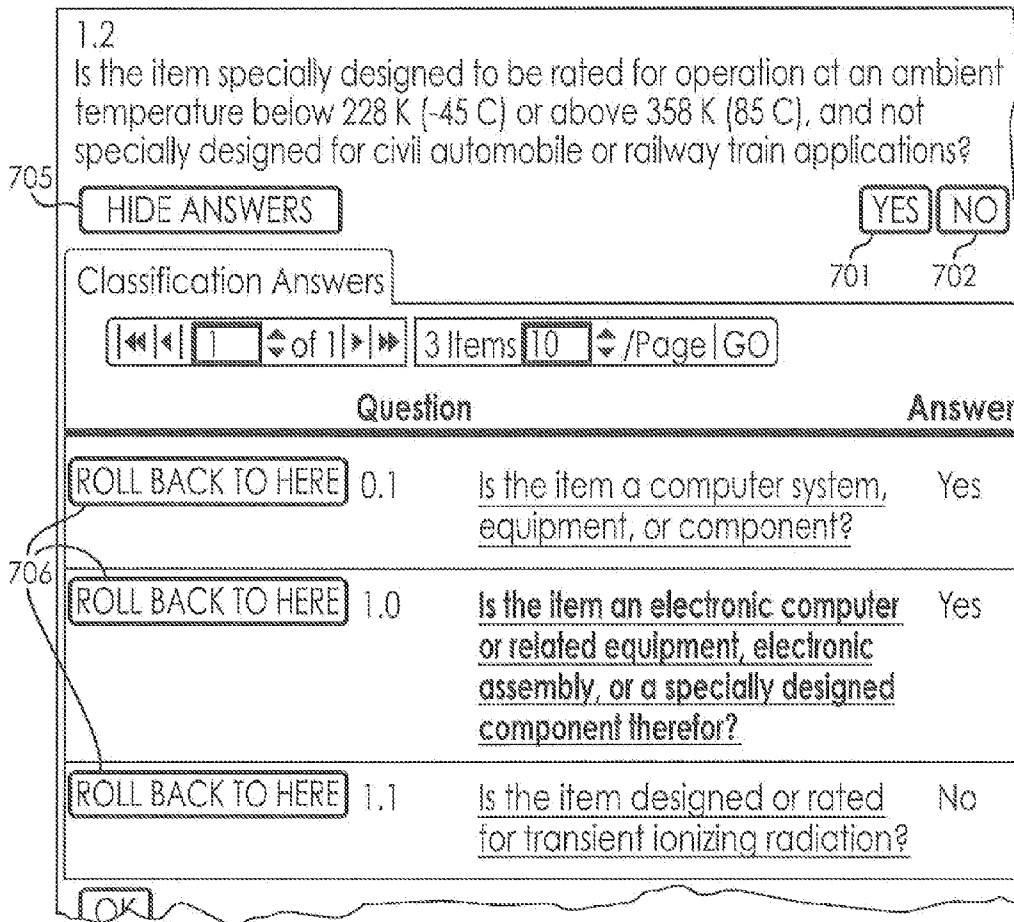 1.2
Is the item specially designed to be rated for operation at an ambient
temperature below 228 K (-45 C) or above 358 K (85 C), and not
specially designed for civil automobile or railway train applications?
705
HIDE ANSWERS YES NO
701 702
Classification Answers
1 of 1 3 Items 10 /Page GO
Question Answer
ROLL BACK TO HERE 0.1 Is the item a computer system, Yes
equipment, or component?
706
ROLL BACK TO HERE 1.0 Is the item an electronic computer Yes
or related equipment, electronic
assembly, or a specially designed
component therefor?
ROLL BACK TO HERE 1.1 Is the item designed or rated No
for transient ionizing radiation?
OK